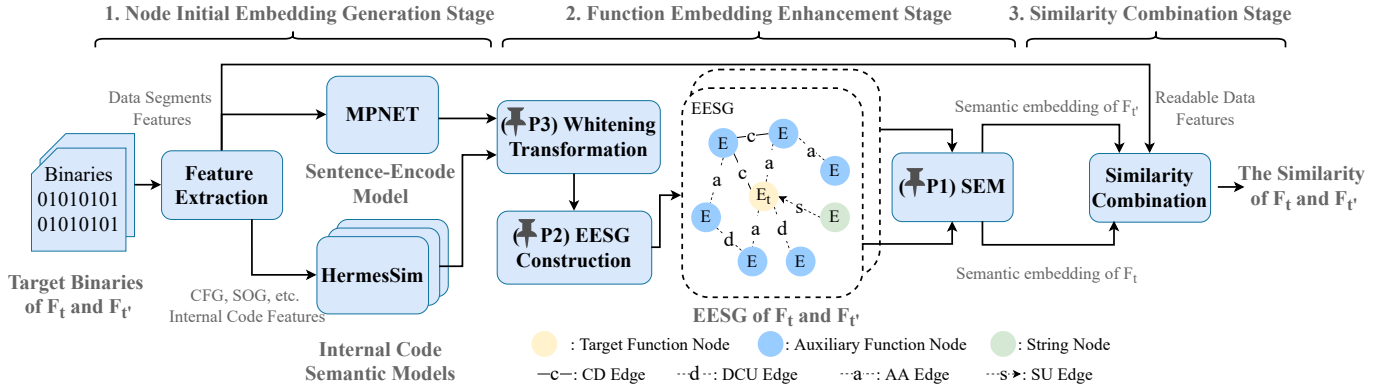 1. Node Initial Embedding Generation Stage
2. Function Embedding Enhancement Stage
3. Similarity Combination Stage
Data Segments
Features
MPNET
Sentence-Encode
Model
Binaries
01010101
01010101
Target Binaries
of Ft and Ft'
Feature
Extraction
HermesSim
CFG, SOG, etc.
Internal Code Features
Internal Code
Semantic Models
(P3) Whitening
Transformation
(P2) EESG
Construction
EESG
E c E
a
c a
E
E
a
Et s E
d a d
E E
EESG of Ft and Ft'
(P1) SEM
Semantic embedding of Ft'
Semantic embedding of Ft
Readable Data
Features
Similarity
Combination
The Similarity
of Ft and Ft'
: Target Function Node
: Auxiliary Function Node
: String Node
c : CD Edge
d : DCU Edge
a : AA Edge
s : SU Edge